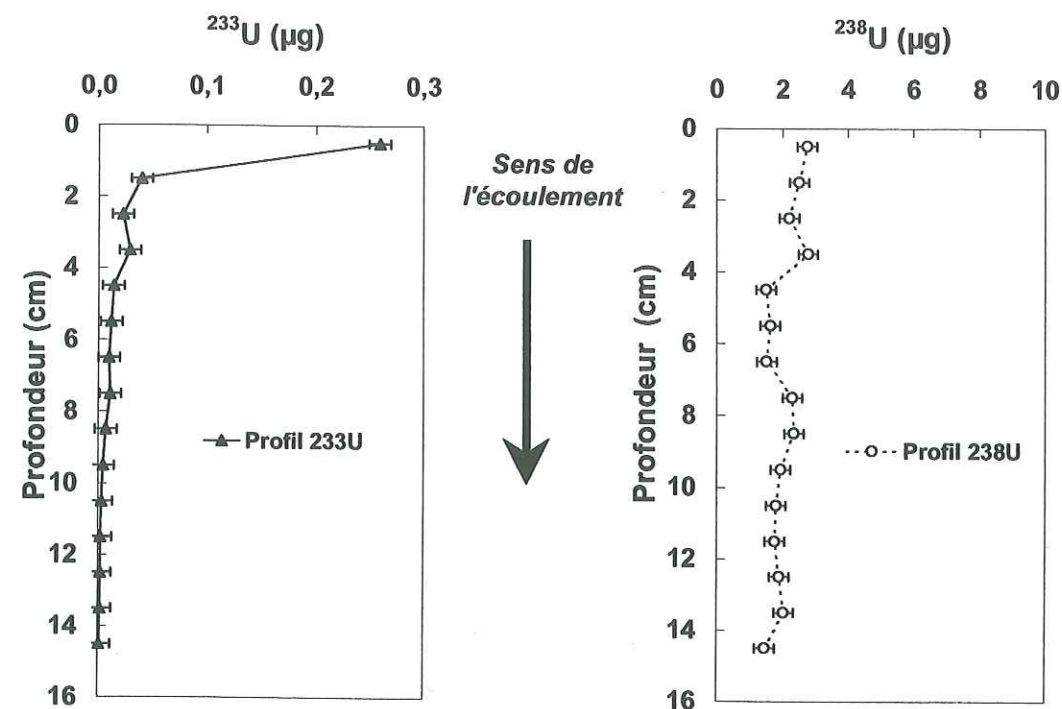 ²³³U (µg)
0,0 0,1 0,2 0,3
0
2
4
6
8
10
12
14
16
Profondeur (cm)
Profil 233U
Sens de
l'écoulement
²³⁸U (µg)
0 2 4 6 8 10
0
2
4
6
8
10
12
14
16
Profondeur (cm)
Profil 238U